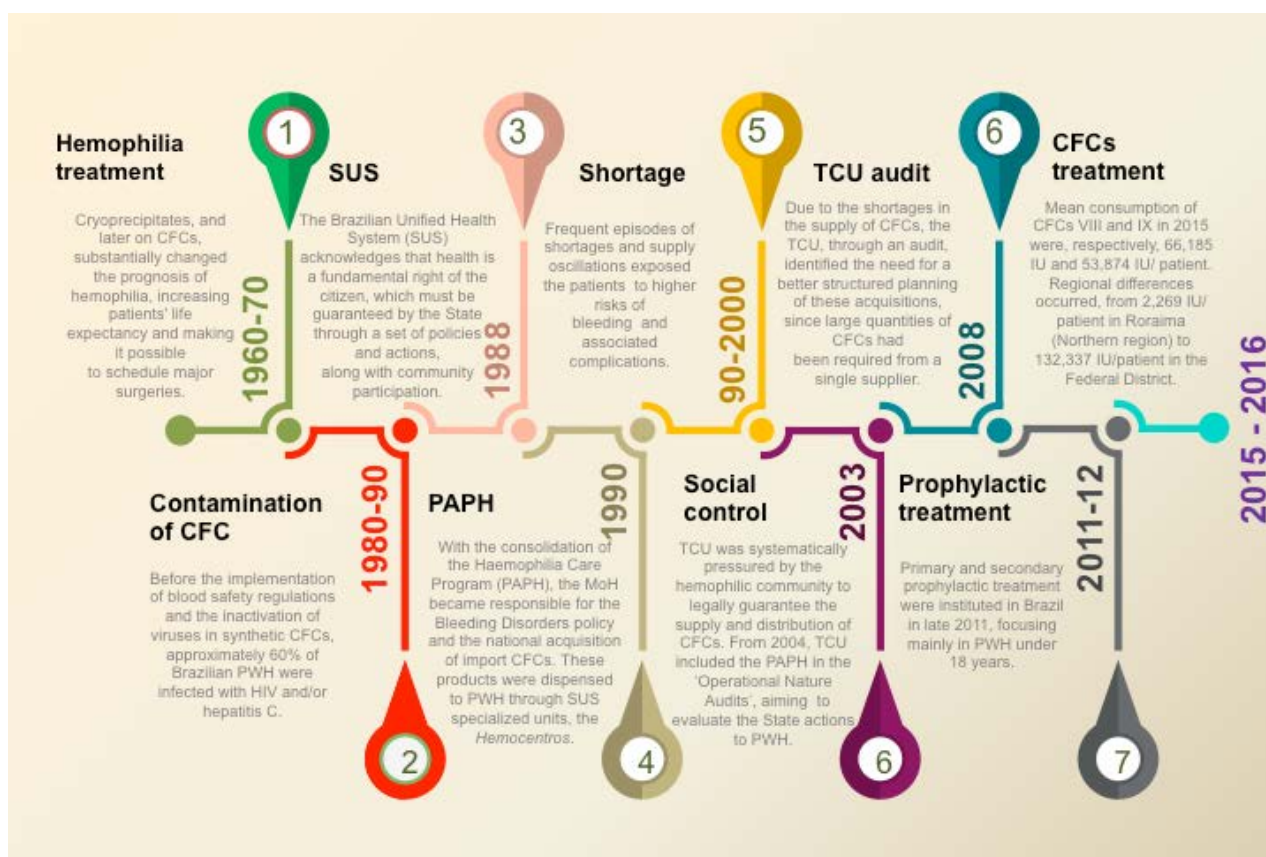 1
Hemophilia
treatment
Cryoprecipitates, and
later on CFCs,
substantially changed
the prognosis of
hemophilia, increasing
patients' life
expectancy and making
it possible
to schedule major
surgeries.
1960-70
2
Contamination
of CFC
Before the implementation
of blood safety regulations
and the inactivation of
viruses in synthetic CFCs,
approximately 60% of
Brazilian PWH were
infected with HIV and/or
hepatitis C.
1980-90
3
SUS
The Brazilian Unified Health
System (SUS)
acknowledges that health is
a fundamental right of the
citizen, which must be
guaranteed by the State
through a set of policies
and actions,
along with community
participation.
1988
4
PAPH
With the consolidation of
the Haemophilia Care
Program (PAPH), the MoH
became responsible for the
Bleeding Disorders policy
and the national acquisition
of import CFCs. These
products were dispensed
to PWH through SUS
specialized units, the
Hemocentros.
1990
5
Shortage
Frequent episodes of
shortages and supply
oscillations exposed
the patients to higher
risks of
bleeding and
associated
complications.
90-2000
6
Social
control
TCU was systematically
pressured by the
hemophilic community to
legally guarantee the
supply and distribution of
CFCs. From 2004, TCU
included the PAPH in the
'Operational Nature
Audits', aiming to
evaluate the State actions
to PWH.
2003
6
TCU audit
Due to the shortages in
the supply of CFCs, the
TCU, through an audit,
identified the need for a
better structured planning
of these acquisitions,
since large quantities of
CFCs had
been required from a
single supplier.
2008
7
Prophylactic
treatment
Primary and secondary
prophylactic treatment
were instituted in Brazil
in late 2011, focusing
mainly in PWH under
18 years.
2011-12
CFCs
treatment
Mean consumption of
CFCs VIII and IX in 2015
were, respectively, 66,185
IU and 53,874 IU/ patient.
Regional differences
occurred, from 2,269 IU/
patient in Roraima
(Northern region) to
132,337 IU/patient in the
Federal District.
2015 - 2016